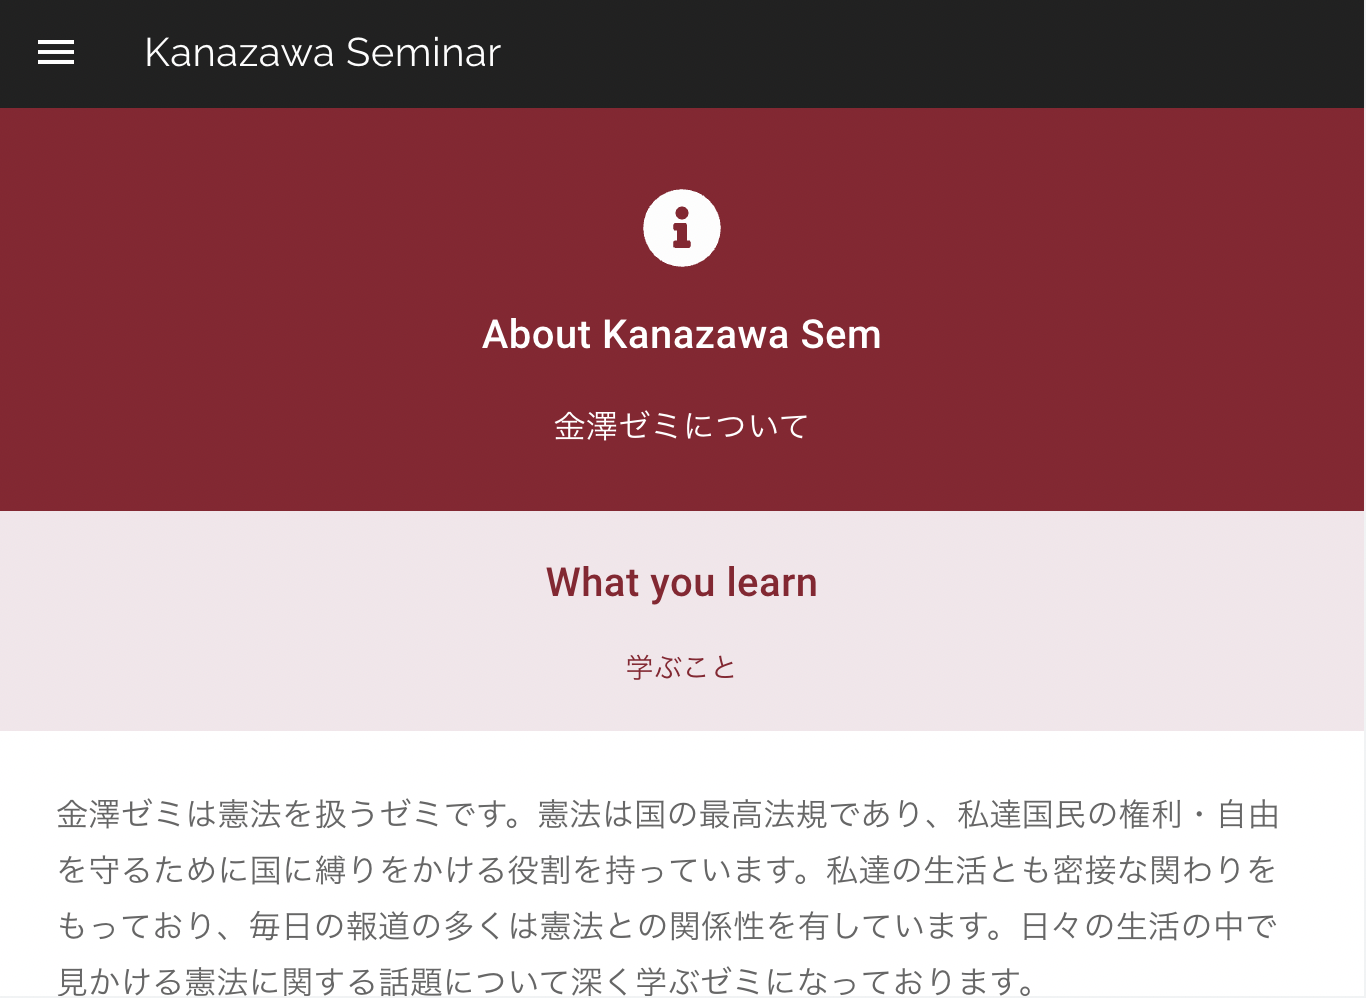 Kanazawa Seminar
About Kanazawa Sem
金澤ゼミについて
What you learn
学ぶこと
金澤ゼミは憲法を扱うゼミです。憲法は国の最高法規であり、私達国民の権利・自由
を守るために国に縛りをかける役割を持っています。私達の生活とも密接な関わりを
もっており、毎日の報道の多くは憲法との関係性を有しています。日々の生活の中で
見かける憲法に関する話題について深く学ぶゼミになっております。